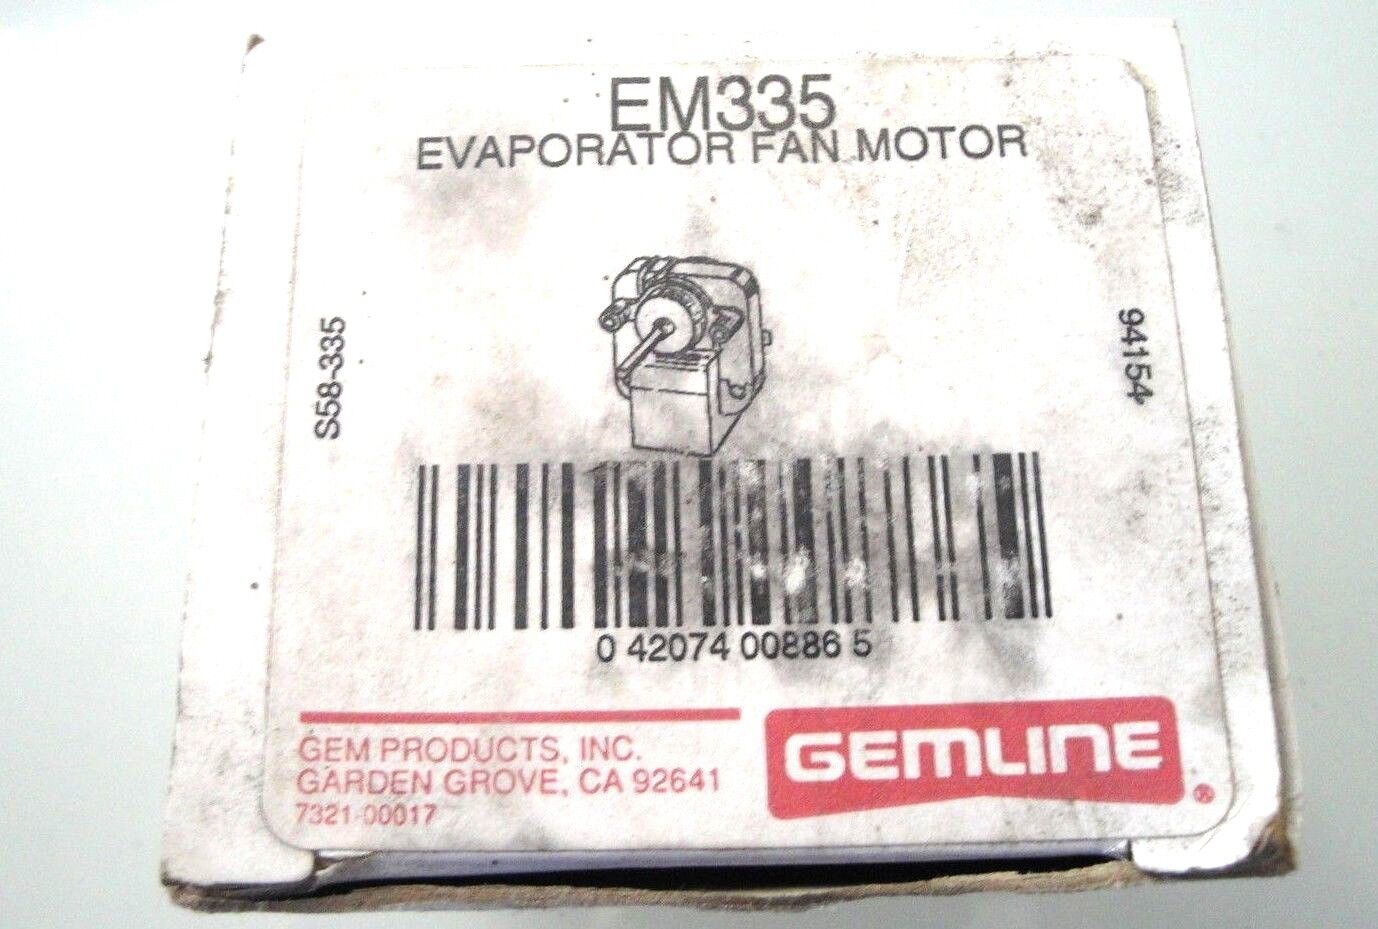 EM335
EVAPORATOR FAN MOTOR
S58-335
94154
0 42074 00886 5
GEM PRODUCTS, INC.
GARDEN GROVE, CA 92641
7321-00017
GEMLINE ®